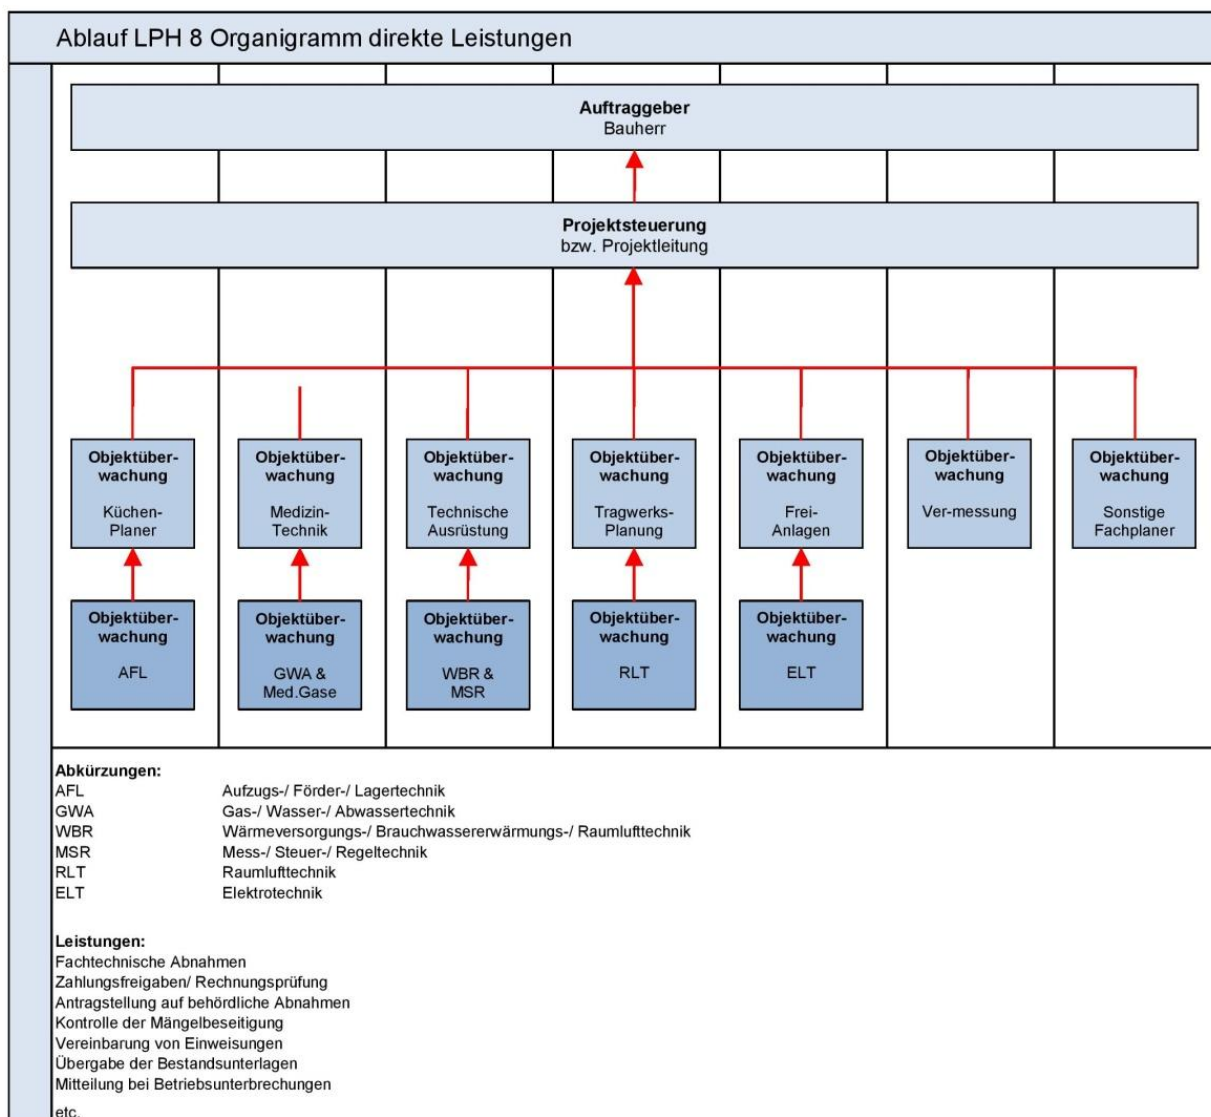 Ablauf LPH 8 Organigramm direkte Leistungen
Auftraggeber
Bauherr
Projektsteuerung
bzw. Projektleitung
Objektüber-
wachung
Küchen-
Planer
Objektüber-
wachung
Medizin-
Technik
Objektüber-
wachung
Technische
Ausrüstung
Objektüber-
wachung
Tragwerks-
Planung
Objektüber-
wachung
Frei-
Anlagen
Objektüber-
wachung
Ver-messung
Objektüber-
wachung
Sonstige
Fachplaner
Objektüber-
wachung
AFL
Objektüber-
wachung
GWA &
Med.Gase
Objektüber-
wachung
WBR &
MSR
Objektüber-
wachung
RLT
Objektüber-
wachung
ELT
Abkürzungen:
AFL Aufzugs-/ Förder-/ Lagertechnik
GWA Gas-/ Wasser-/ Abwassertechnik
WBR Wärmeversorgungs-/ Brauchwassererwärmungs-/ Raumlufttechnik
MSR Mess-/ Steuer-/ Regeltechnik
RLT Raumlufttechnik
ELT Elektrotechnik
Leistungen:
Fachtechnische Abnahmen
Zahlungsfreigaben/ Rechnungsprüfung
Antragstellung auf behördliche Abnahmen
Kontrolle der Mängelbeseitigung
Vereinbarung von Einweisungen
Übergabe der Bestandsunterlagen
Mitteilung bei Betriebsunterbrechungen
etc.